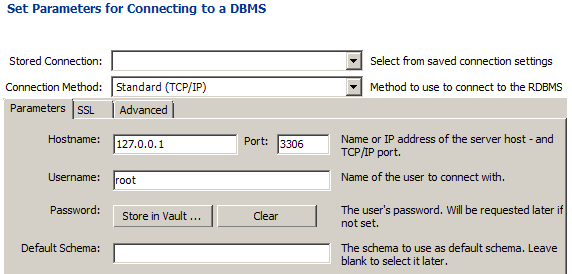 Set Parameters for Connecting to a DBMS
Stored Connection: Select from saved connection settings
Connection Method: Standard (TCP/IP) Method to use to connect to the RDBMS
Parameters SSL Advanced
Hostname: 127.0.0.1 Port: 3306 Name or IP address of the server host - and
TCP/IP port.
Username: root Name of the user to connect with.
Password: Store in Vault ... Clear The user's password. Will be requested later if
not set.
Default Schema: The schema to use as default schema. Leave
blank to select it later.